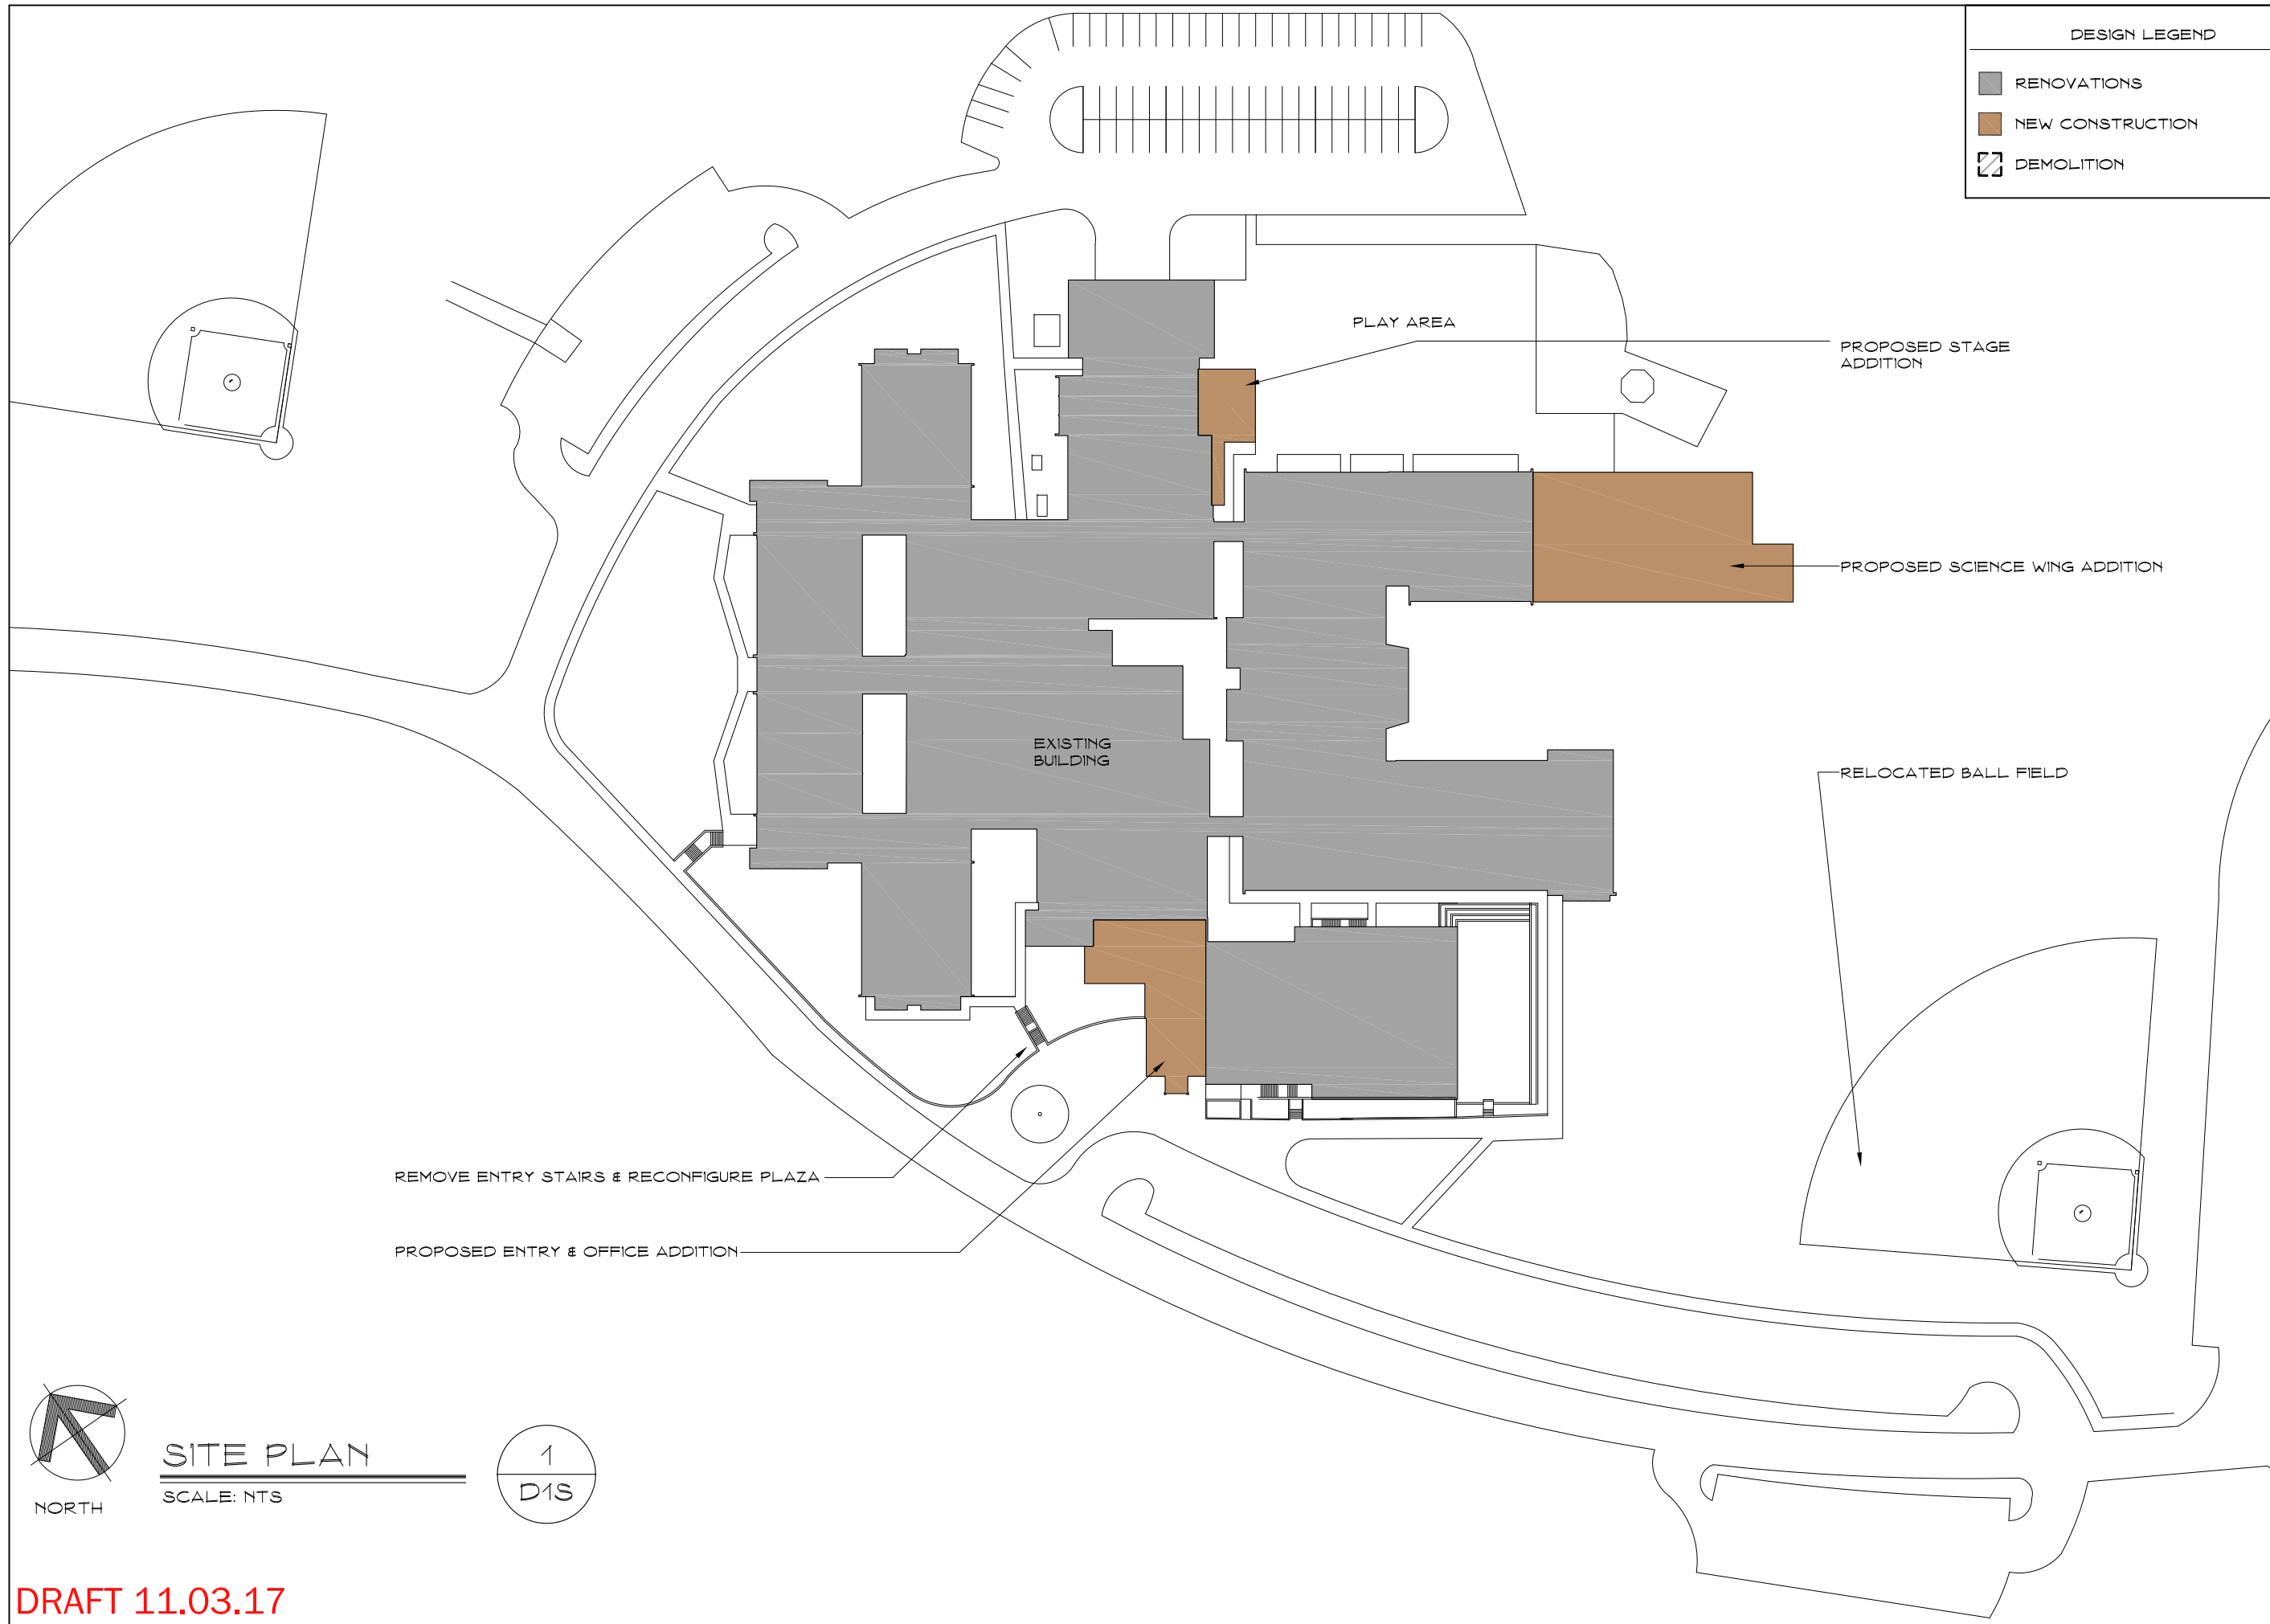 DESIGN LEGEND
RENOVATIONS
NEW CONSTRUCTION
DEMOLITION
PLAY AREA
PROPOSED STAGE
ADDITION
PROPOSED SCIENCE WING ADDITION
EXISTING
BUILDING
RELOCATED BALL FIELD
REMOVE ENTRY STAIRS & RECONFIGURE PLAZA
PROPOSED ENTRY & OFFICE ADDITION
NORTH
SITE PLAN
SCALE: NTS
1
D1S
DRAFT 11.03.17